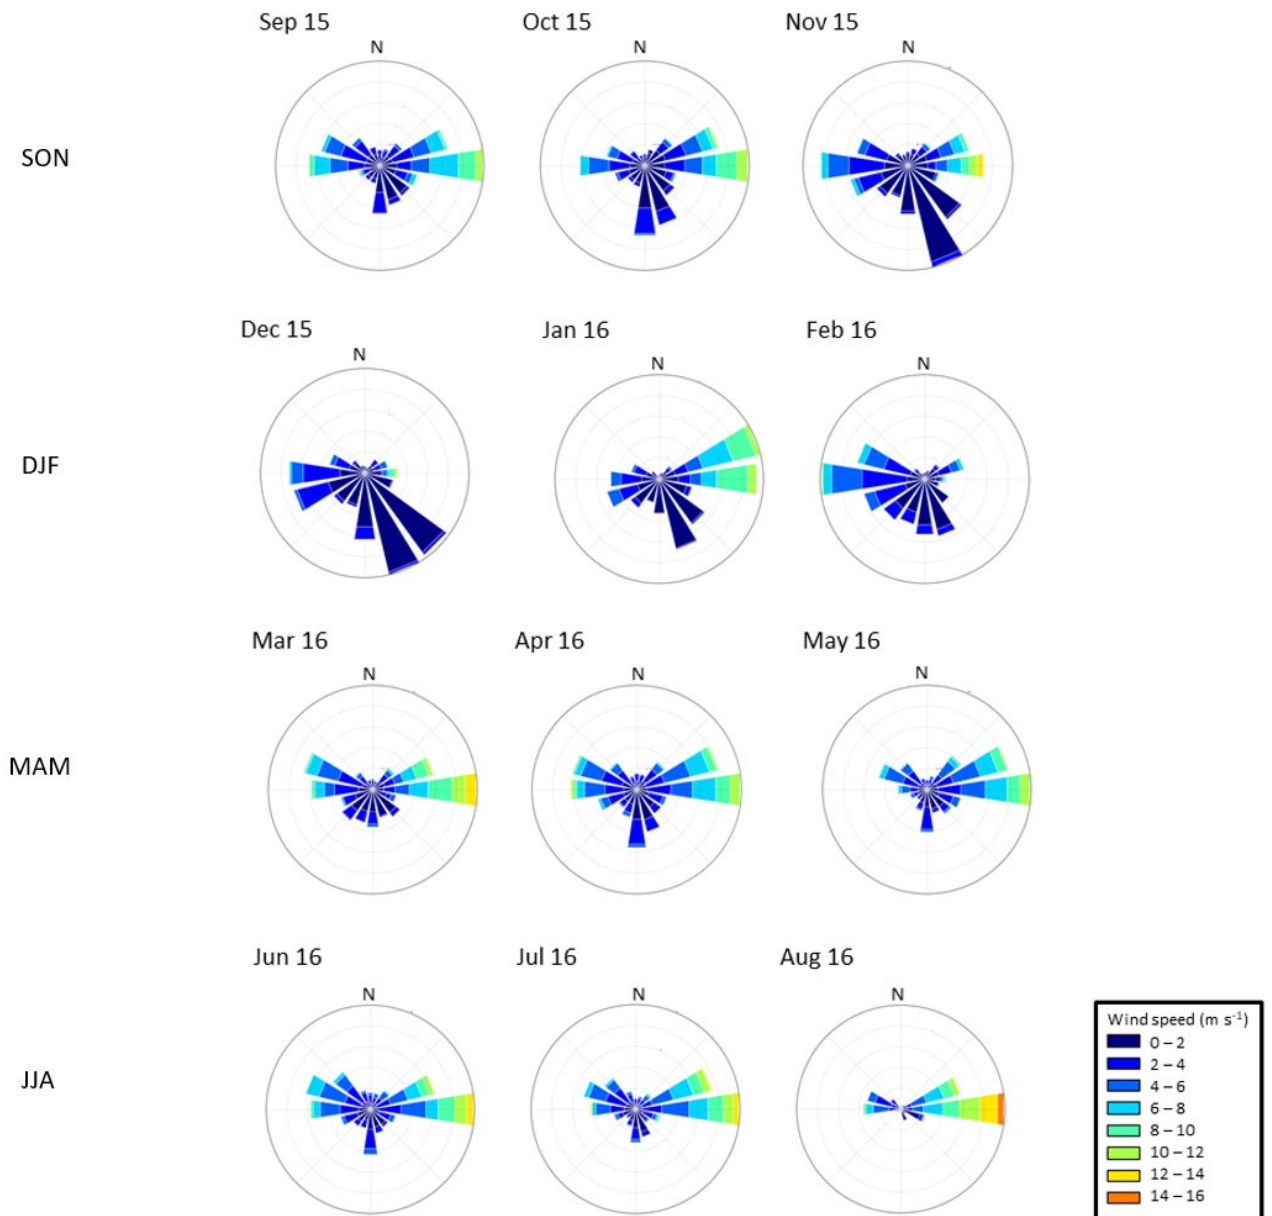 Sep 15
Oct 15
Nov 15
N
N
N
SON
Dec 15
Jan 16
Feb 16
N
N
N
DJF
Mar 16
Apr 16
May 16
N
N
N
MAM
Jun 16
Jul 16
Aug 16
N
N
N
JJA
Wind speed (m s⁻¹)
0 – 2
2 – 4
4 – 6
6 – 8
8 – 10
10 – 12
12 – 14
14 – 16